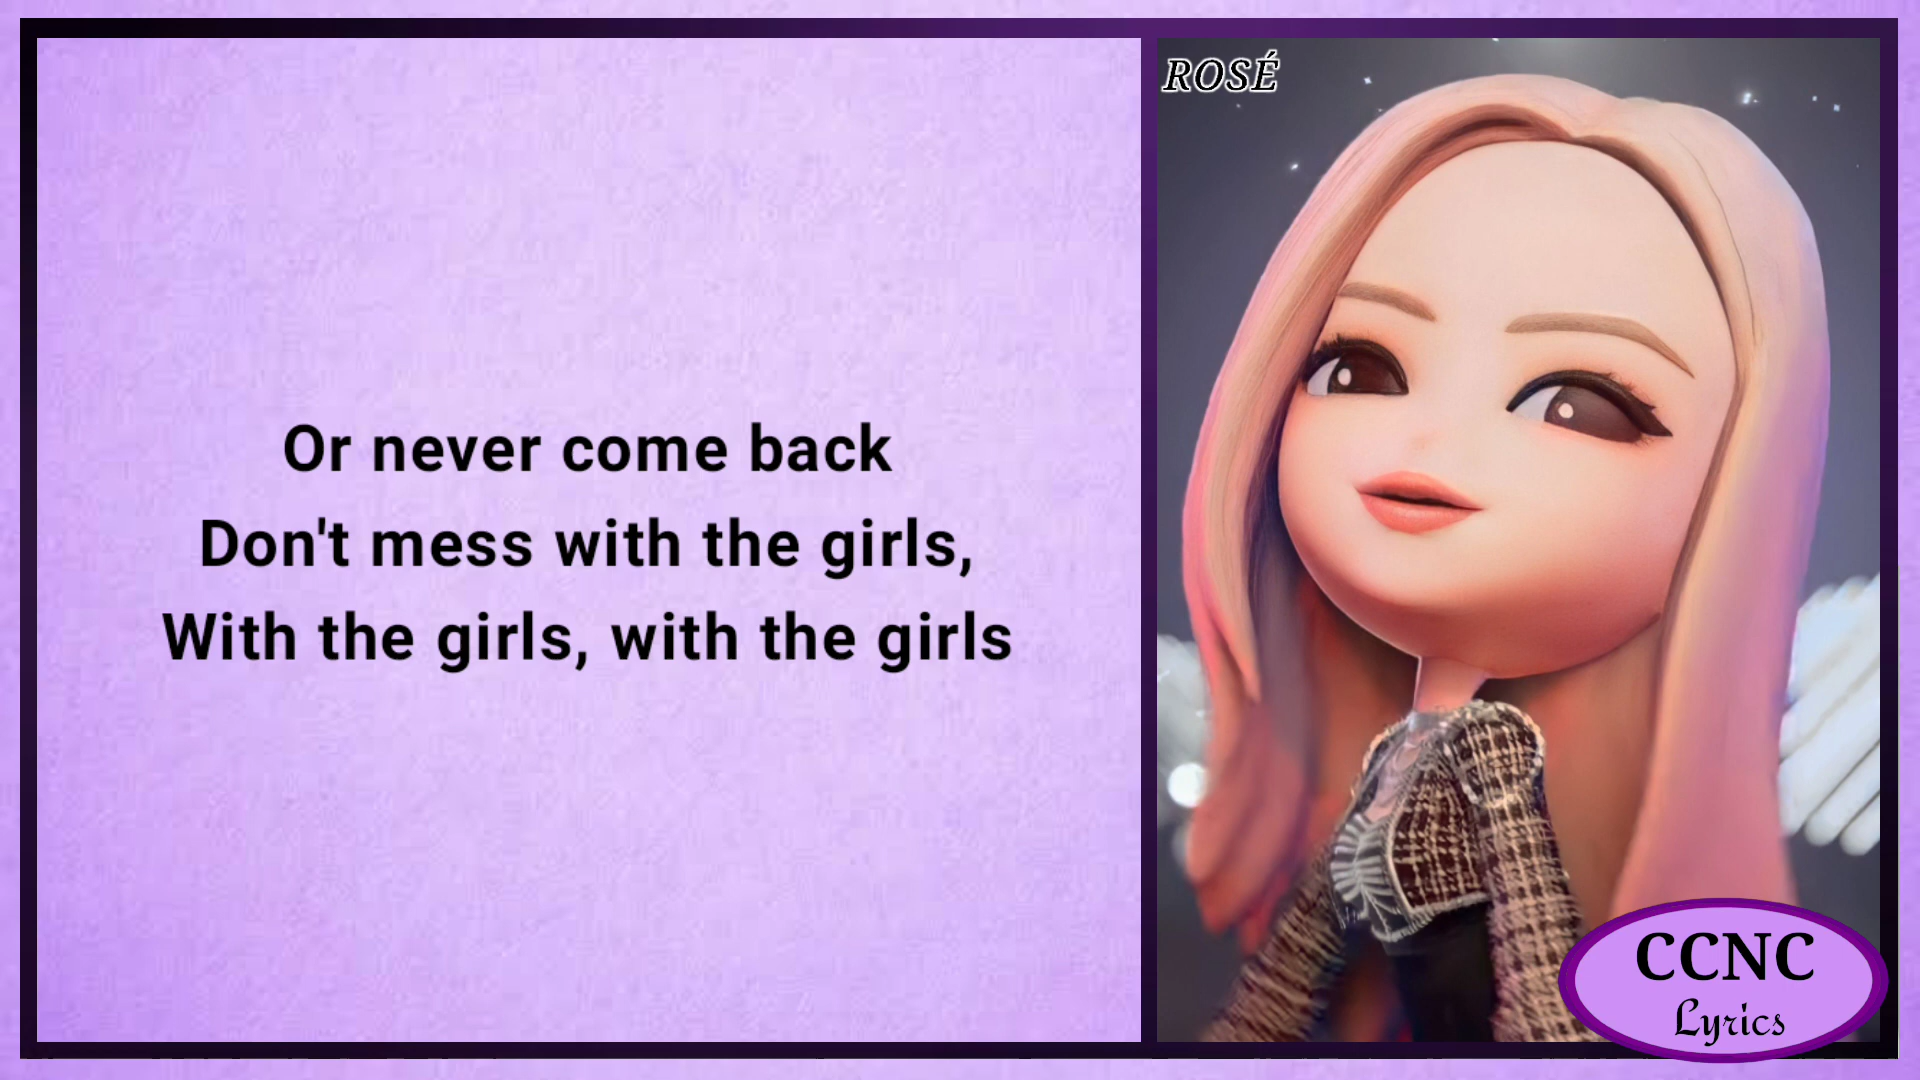 ROSÉ
Or never come back
Don't mess with the girls,
With the girls, with the girls
CCNC
Lyrics